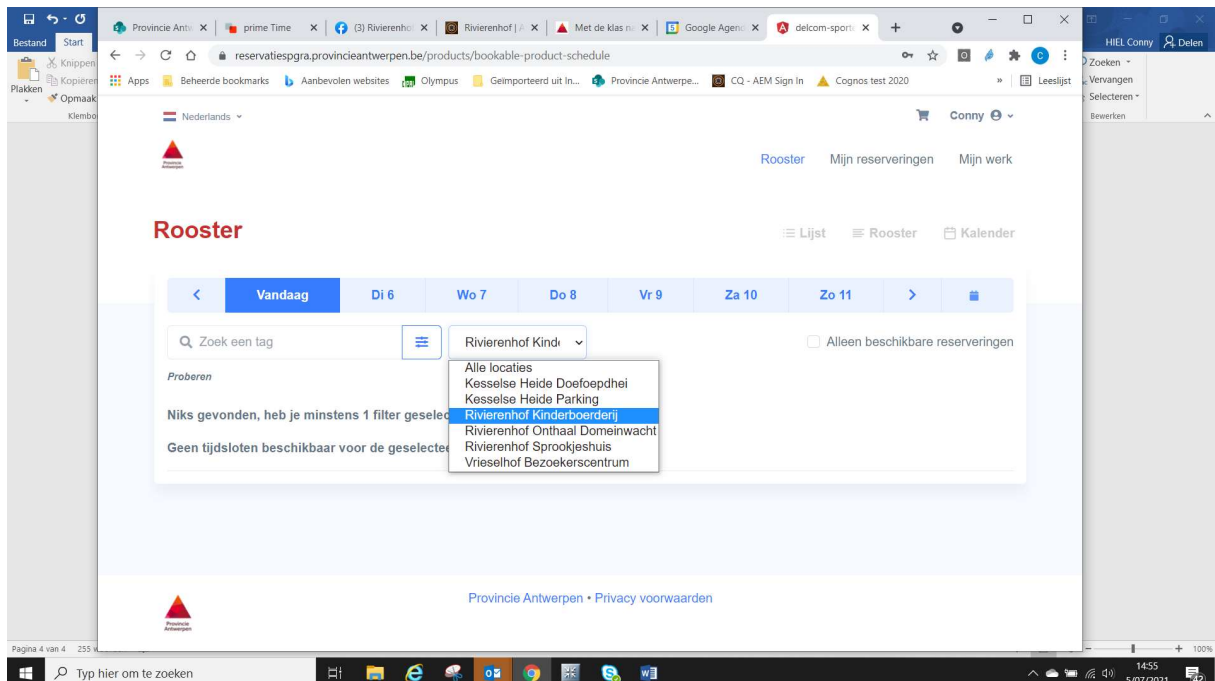 Bestand Start
HIEL Conny Delen
Plakken
Knippen
Kopiëren
Opmaak
Klembo
Zoeken
Vervangen
Selecteren
Bewerken
Provincie Antw
prime Time
(3) Rivierenho
Rivierenhof | A
Met de klas na
Google Agend
delcom-sport
reservatiespgra.provincieantwerpen.be/products/bookable-product-schedule
Apps Beheerde bookmarks Aanbevolen websites Olympus Geïmporteerd uit In... Provincie Antwerpe... CQ - AEM Sign In Cognos test 2020 » Leeslijst
Nederlands
Conny
Provincie
Antwerpen
Rooster Mijn reserveringen Mijn werk
Rooster
Lijst Rooster Kalender
Vandaag Di 6 Wo 7 Do 8 Vr 9 Za 10 Zo 11
Zoek een tag
Rivierenhof Kind
Alleen beschikbare reserveringen
Proberen
Alle locaties
Kesselse Heide Doefoepdhei
Kesselse Heide Parking
Rivierenhof Kinderboerderij
Rivierenhof Onthaal Domeinwacht
Rivierenhof Sprookjeshuis
Vrieselhof Bezoekerscentrum
Niks gevonden, heb je minstens 1 filter gesele
Geen tijdsloten beschikbaar voor de geselecte
Provincie Antwerpen • Privacy voorwaarden
Provincie
Antwerpen
Pagina 4 van 4 255 w
100%
Typ hier om te zoeken
14:55
5/07/2021
42